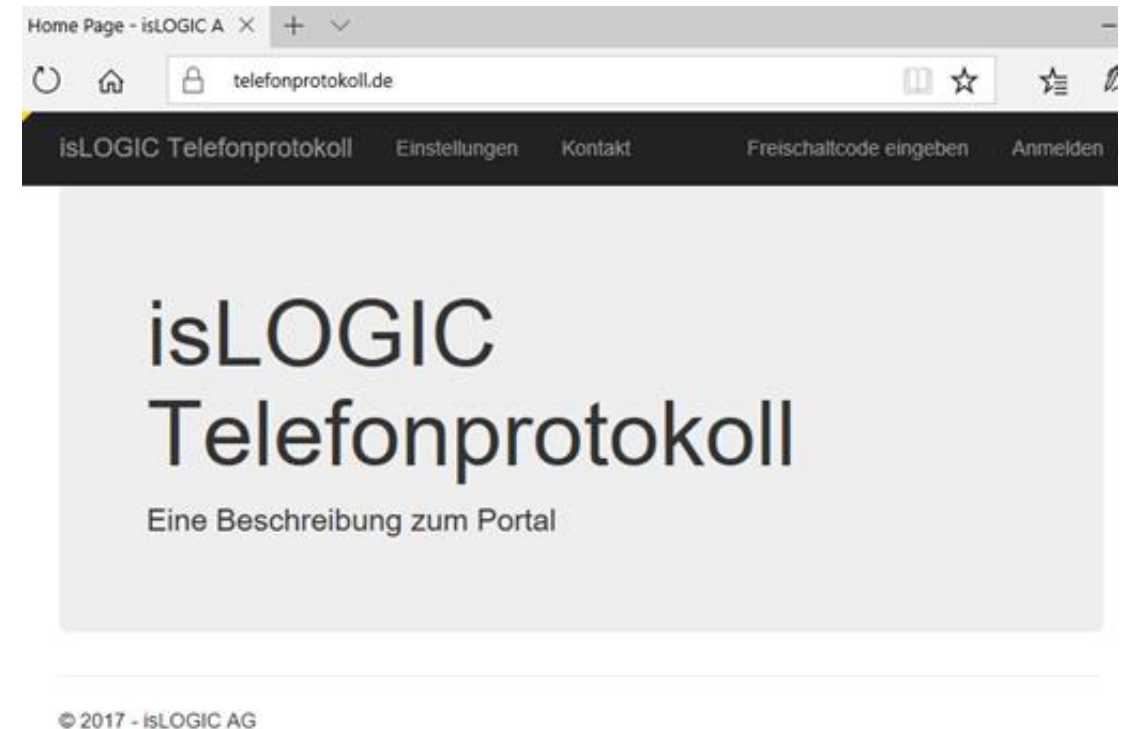 Home Page - isLOGIC A
telefonprotokoll.de
isLOGIC Telefonprotokoll Einstellungen Kontakt Freischaltcode eingeben Anmelden
isLOGIC
Telefonprotokoll
Eine Beschreibung zum Portal
© 2017 - isLOGIC AG